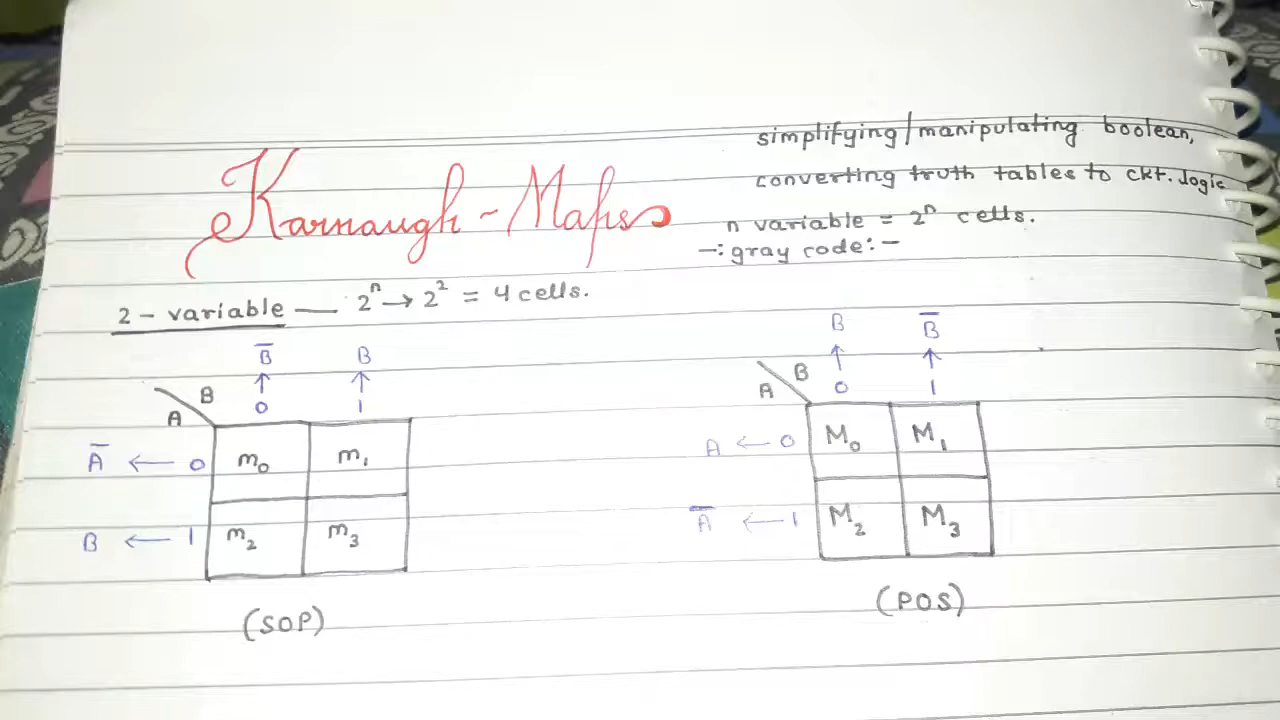 simplifying/manipulating boolean,
converting truth tables to ckt. logic
Karnaugh-Maps
n variable = 2ⁿ cells.
-: gray code:-
2 - variable — 2ⁿ → 2² = 4 cells.
B̅ B
↑ ↑
B 0 1
A
A̅ ← 0 m₀ m₁
B ← 1 m₂ m₃
(SOP)
B B̅
↑ ↑
B 0 1
A
A ← 0 M₀ M₁
A̅ ← 1 M₂ M₃
(POS)